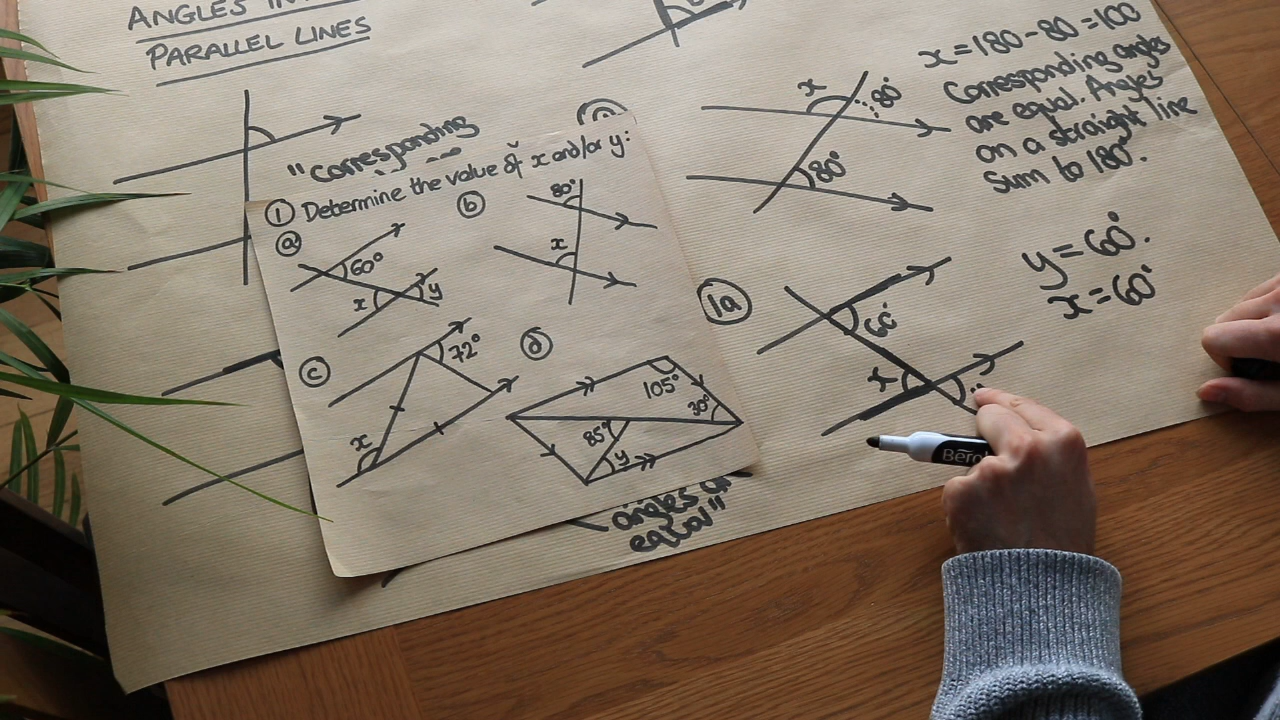 ANGLES IN
PARALLEL LINES
"Corresponding
① Determine the value of x and/or y:
ⓐ
60°
x
y
ⓑ
80°
x
ⓒ
72°
x
ⓓ
105°
30°
85°
y
angles are
equal"
x
80°
80°
x = 180 - 80 = 100
Corresponding angles
are equal. Angles
on a straight line
sum to 180°.
1a
60°
x
y = 60°.
x = 60°
Berol